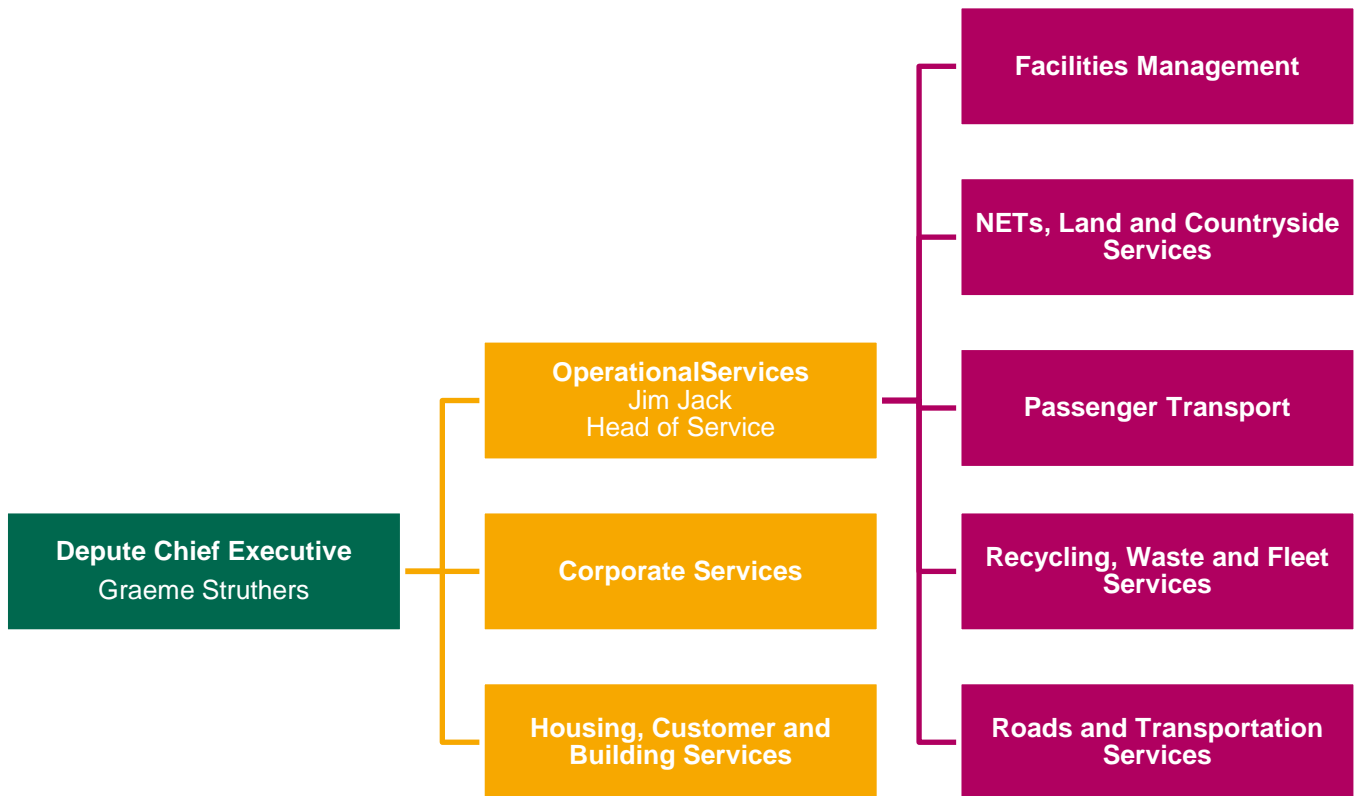 Facilities Management
NETs, Land and Countryside
Services
OperationalServices
Jim Jack
Head of Service
Passenger Transport
Depute Chief Executive
Graeme Struthers
Corporate Services
Recycling, Waste and Fleet
Services
Housing, Customer and
Building Services
Roads and Transportation
Services